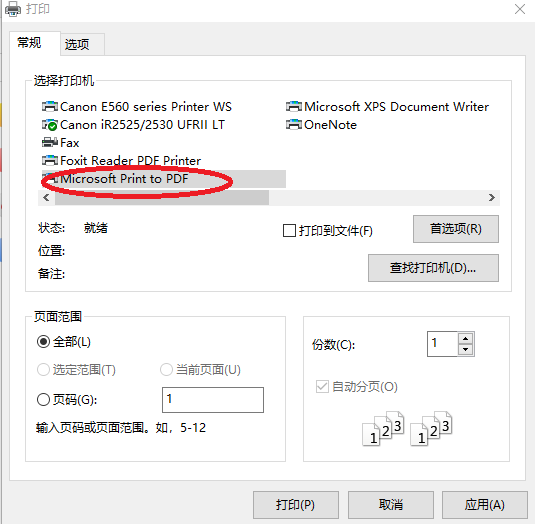 打印
常规 选项
选择打印机
Canon E560 series Printer WS Microsoft XPS Document Writer
Canon iR2525/2530 UFRII LT OneNote
Fax
Foxit Reader PDF Printer
Microsoft Print to PDF
状态: 就绪 打印到文件(F) 首选项(R)
位置:
备注: 查找打印机(D)...
页面范围
全部(L)
选定范围(T) 当前页面(U)
页码(G): 1
输入页码或页面范围。如，5-12
份数(C): 1
自动分页(O)
1 2 3 1 2 3
打印(P) 取消 应用(A)